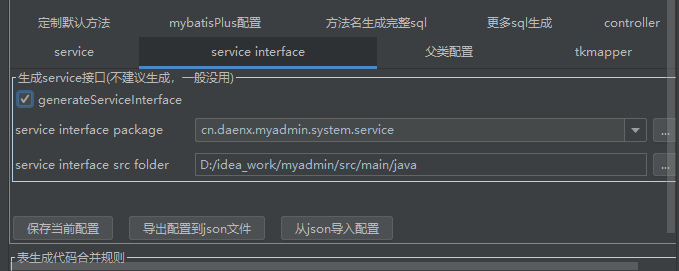 定制默认方法 mybatisPlus配置 方法名生成完整sql 更多sql生成 controller
service service interface 父类配置 tkmapper
生成service接口(不建议生成，一般没用)
generateServiceInterface
service interface package cn.daenx.myadmin.system.service ...
service interface src folder D:/idea_work/myadmin/src/main/java ...
保存当前配置 导出配置到json文件 从json导入配置
表生成代码合并规则